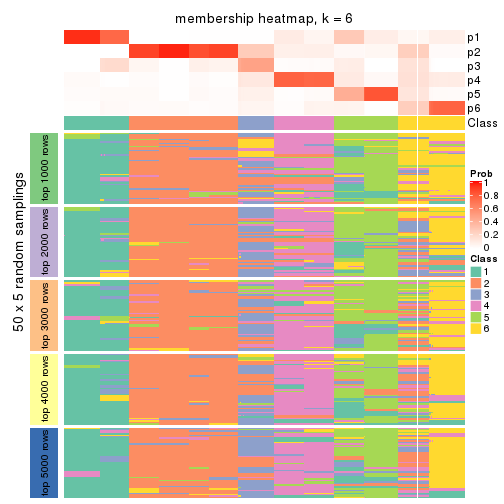 membership heatmap, k = 6
p1
p2
p3
p4
p5
p6
Class
50 x 5 random samplings
top 1000 rows
top 2000 rows
top 3000 rows
top 4000 rows
top 5000 rows
Prob
1
0.8
0.6
0.4
0.2
0
Class
1
2
3
4
5
6